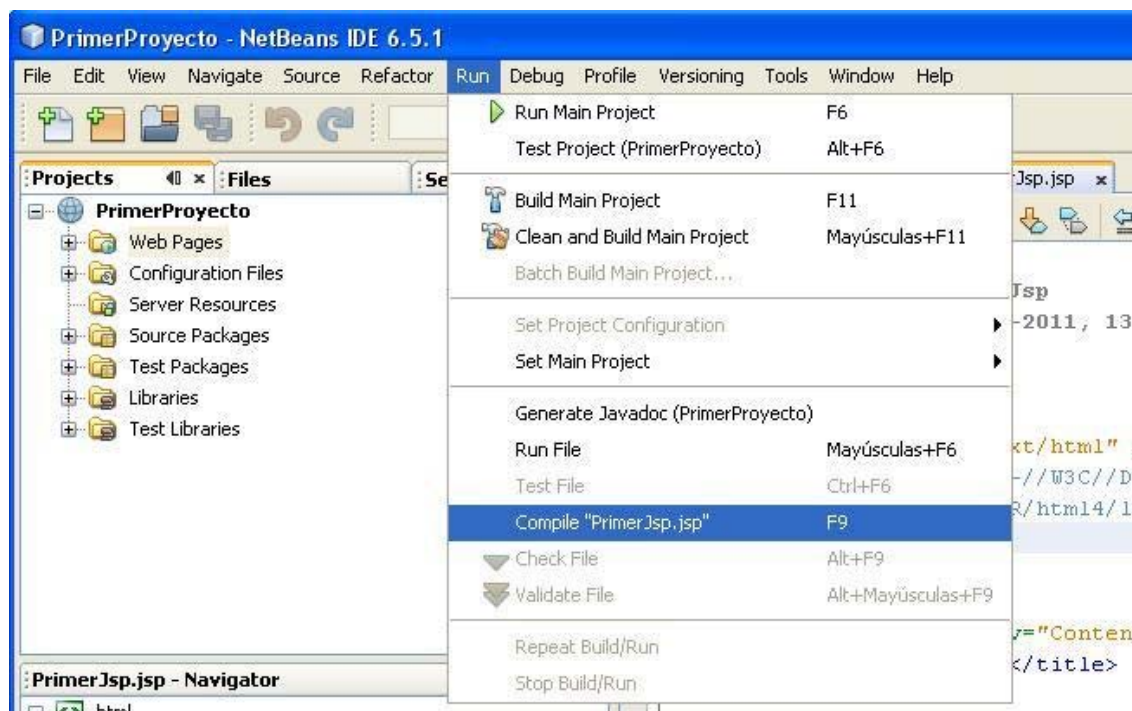 PrimerProyecto - NetBeans IDE 6.5.1
File Edit View Navigate Source Refactor Run Debug Profile Versioning Tools Window Help
Run Main Project F6
Test Project (PrimerProyecto) Alt+F6
Build Main Project F11
Clean and Build Main Project Mayúsculas+F11
Batch Build Main Project...
Set Project Configuration
Set Main Project
Generate Javadoc (PrimerProyecto)
Run File Mayúsculas+F6
Test File Ctrl+F6
Compile "PrimerJsp.jsp" F9
Check File Alt+F9
Validate File Alt+Mayúsculas+F9
Repeat Build/Run
Stop Build/Run
Projects Files Se
PrimerProyecto
Web Pages
Configuration Files
Server Resources
Source Packages
Test Packages
Libraries
Test Libraries
PrimerJsp.jsp - Navigator
html
Jsp.jsp
Jsp
-2011, 13
xt/html"
-//W3C//D
R/html4/l
="Conten
</title>